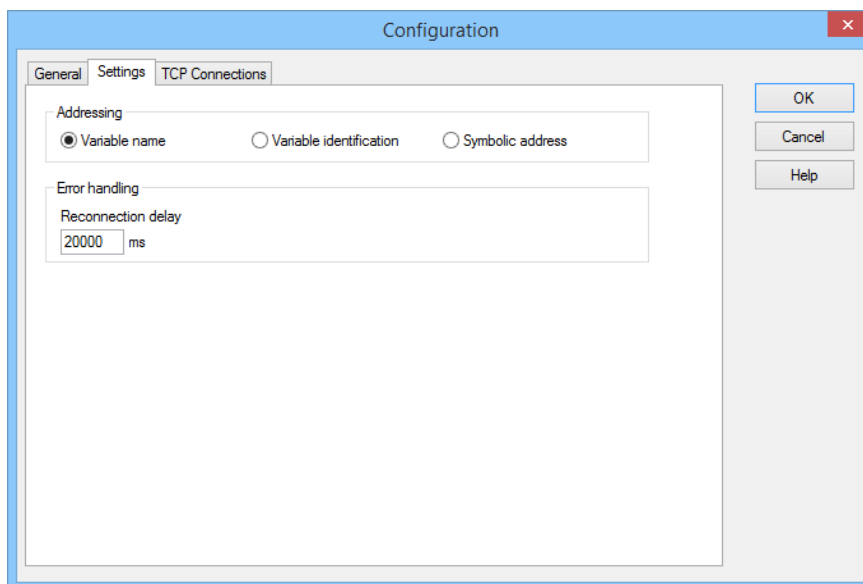 Configuration
General Settings TCP Connections
Addressing
Variable name Variable identification Symbolic address
Error handling
Reconnection delay
20000 ms
OK
Cancel
Help